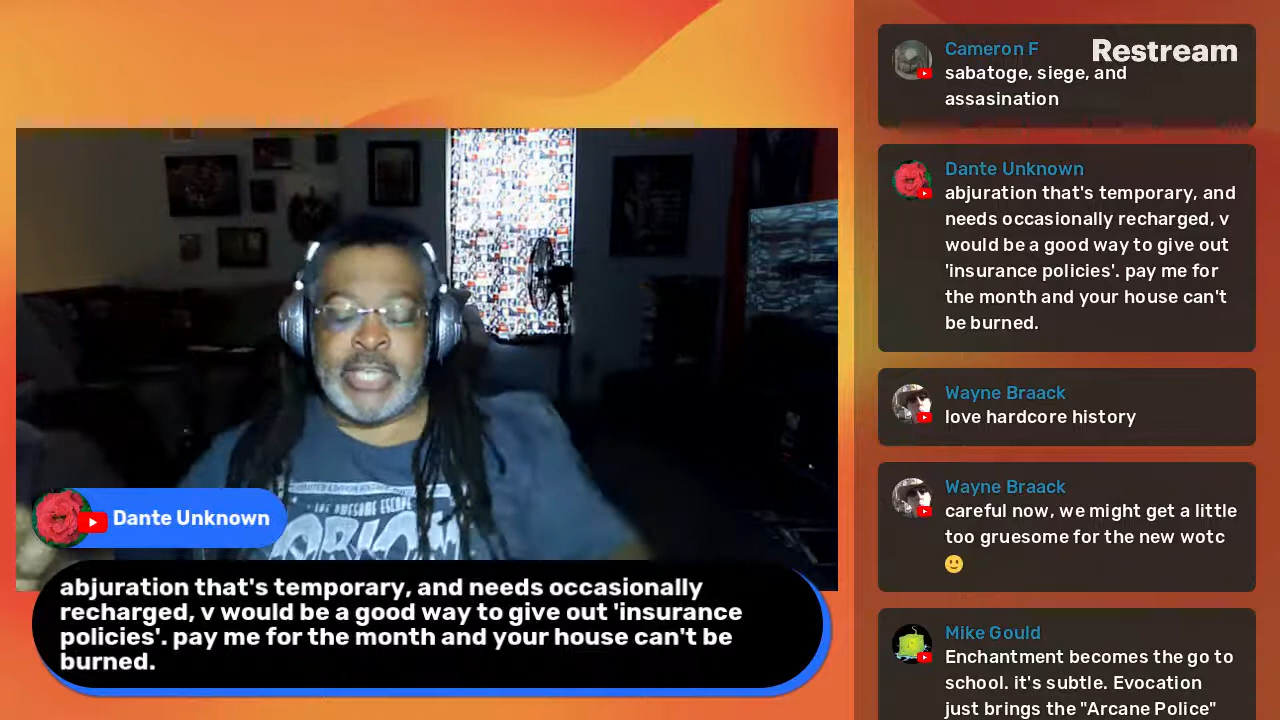 Restream
Cameron F
sabatoge, siege, and
assasination
Dante Unknown
abjuration that's temporary, and
needs occasionally recharged, v
would be a good way to give out
'insurance policies'. pay me for
the month and your house can't
be burned.
Wayne Braack
love hardcore history
Wayne Braack
careful now, we might get a little
too gruesome for the new wotc
Mike Gould
Enchantment becomes the go to
school. it's subtle. Evocation
just brings the "Arcane Police"
Dante Unknown
abjuration that's temporary, and needs occasionally
recharged, v would be a good way to give out 'insurance
policies'. pay me for the month and your house can't be
burned.